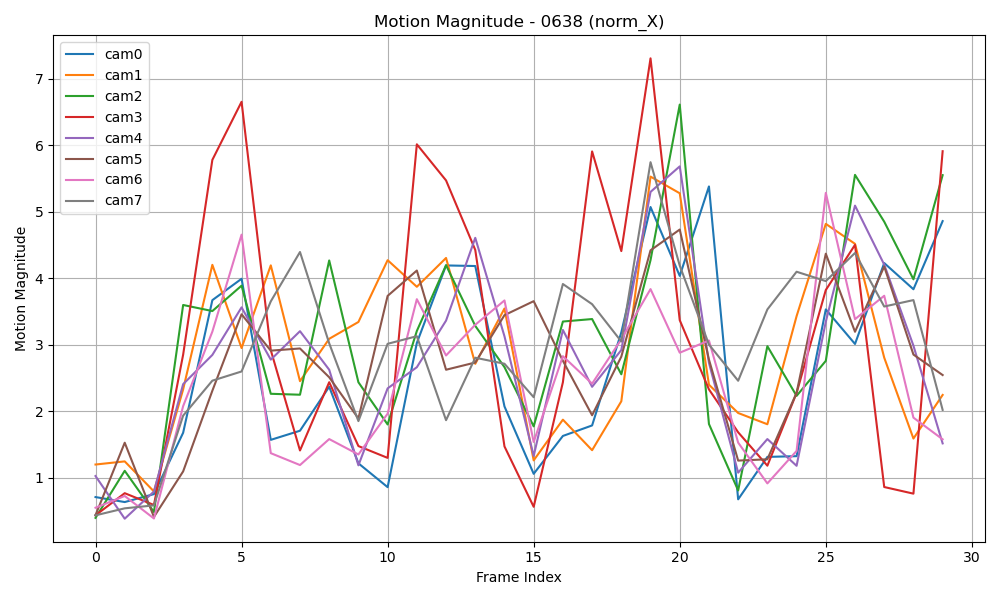 Motion Magnitude - 0638 (norm_X)
cam0
cam1
cam2
cam3
cam4
cam5
cam6
cam7
Motion Magnitude
7
6
5
4
3
2
1
0 5 10 15 20 25 30
Frame Index